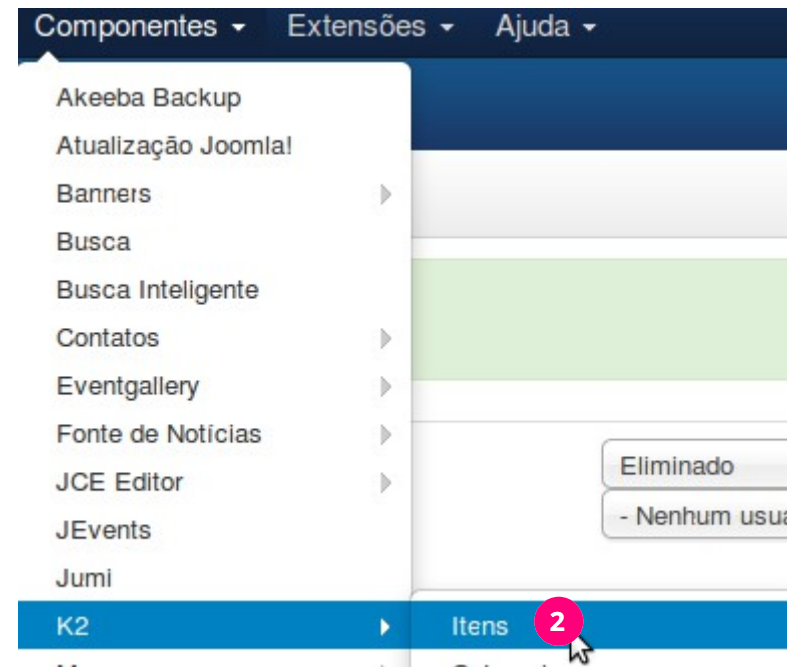 Componentes Extensões Ajuda
Akeeba Backup
Atualização Joomla!
Banners
Busca
Busca Inteligente
Contatos
Eventgallery
Fonte de Notícias
JCE Editor
JEvents
Jumi
K2
Eliminado
- Nenhum usuá
Itens 2